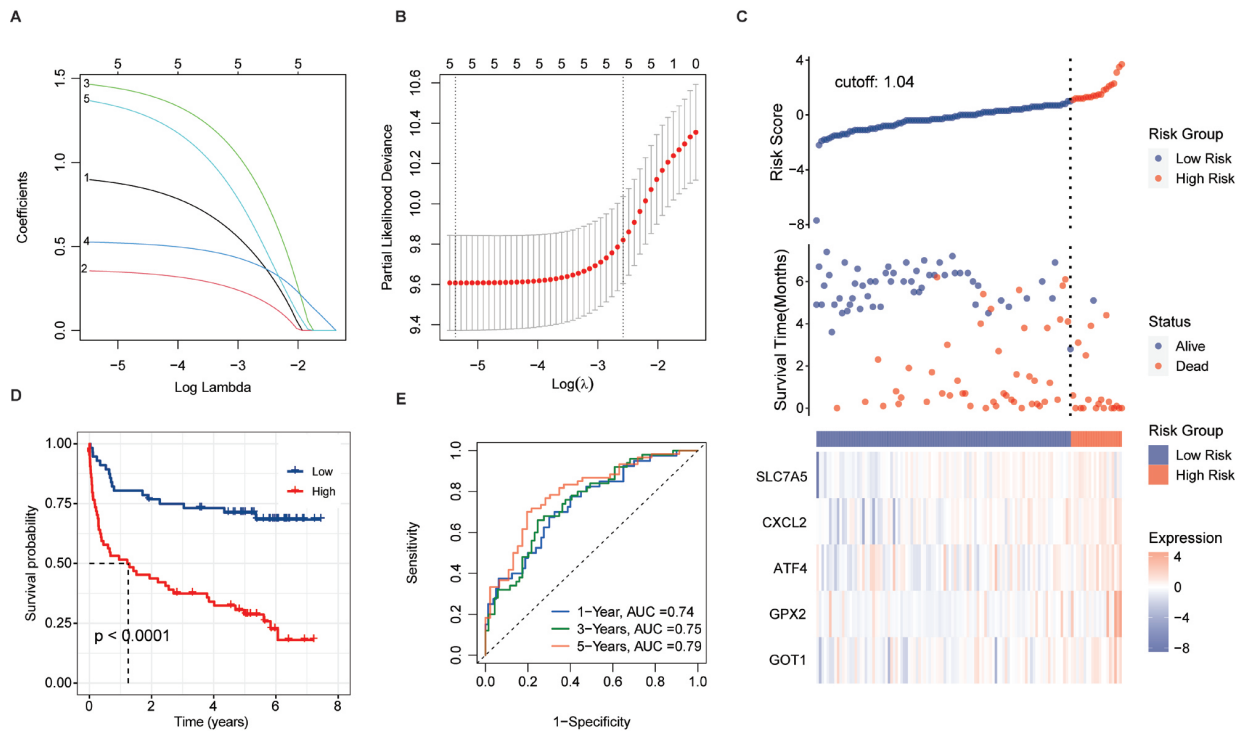 A
5 5 5 5
Coefficients
1.5
1.0
0.5
0.0
3
5
1
4
2
−5 −4 −3 −2
Log Lambda
B
5 5 5 5 5 5 5 5 5 5 1 0
Partial Likelihood Deviance
10.6
10.4
10.2
10.0
9.8
9.6
9.4
−5 −4 −3 −2
Log(λ)
C
cutoff: 1.04
Risk Score
4
0
−4
−8
Risk Group
Low Risk
High Risk
Survival Time(Months)
6
4
2
0
Status
Alive
Dead
Risk Group
Low Risk
High Risk
SLC7A5
CXCL2
ATF4
GPX2
GOT1
Expression
4
0
−4
−8
D
Survival probability
1.00
0.75
0.50
0.25
0.00
Low
High
p < 0.0001
0 2 4 6 8
Time (years)
E
Sensitivity
1.0
0.8
0.6
0.4
0.2
0.0
1−Year, AUC =0.74
3−Years, AUC =0.75
5−Years, AUC =0.79
0.0 0.2 0.4 0.6 0.8 1.0
1−Specificity